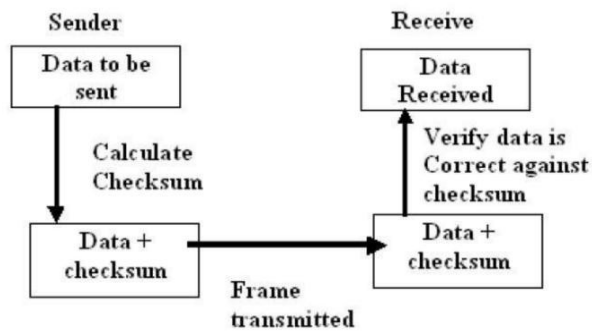 Sender
Receive
Data to be
sent
Data
Received
Calculate
Checksum
Verify data is
Correct against
checksum
Data +
checksum
Data +
checksum
Frame
transmitted